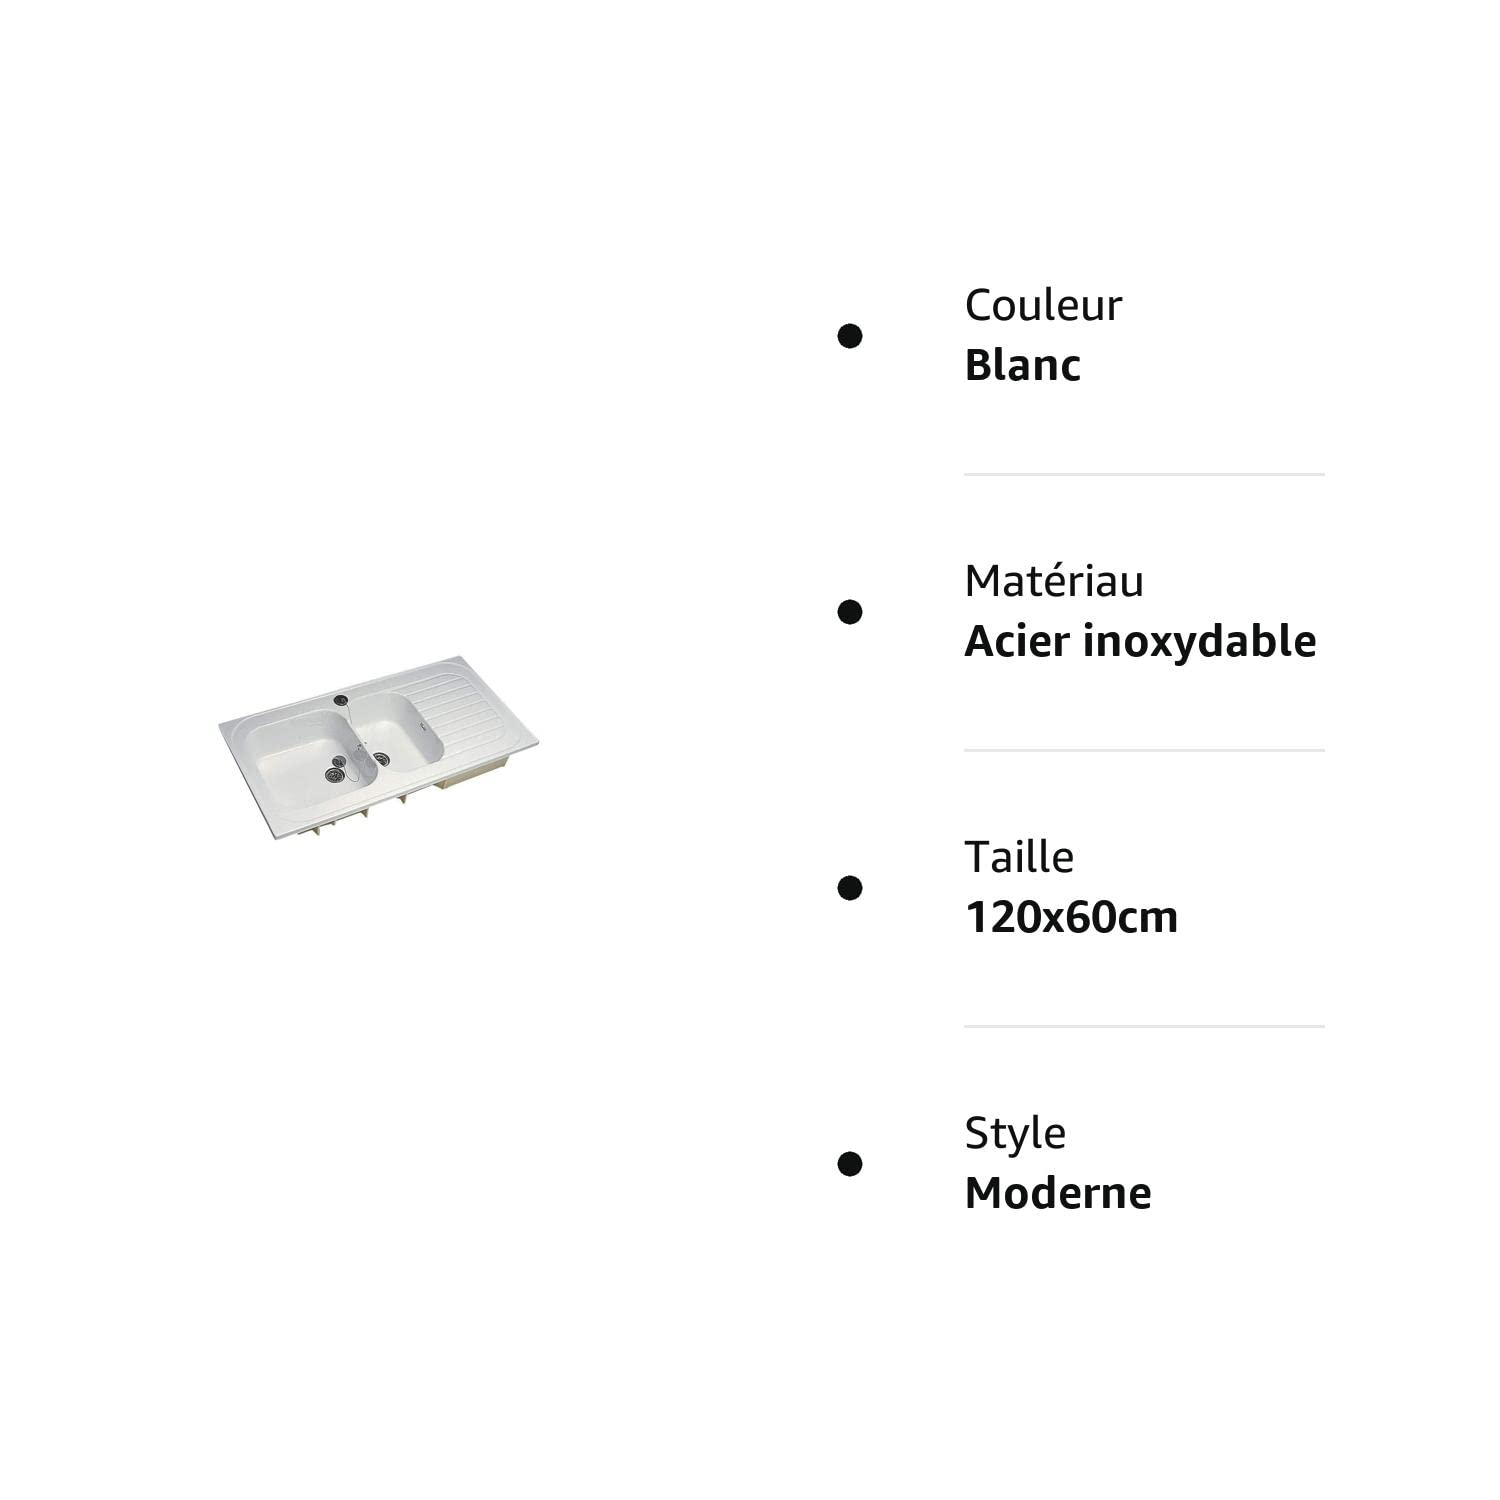 Couleur
Blanc
Matériau
Acier inoxydable
Taille
120x60cm
Style
Moderne